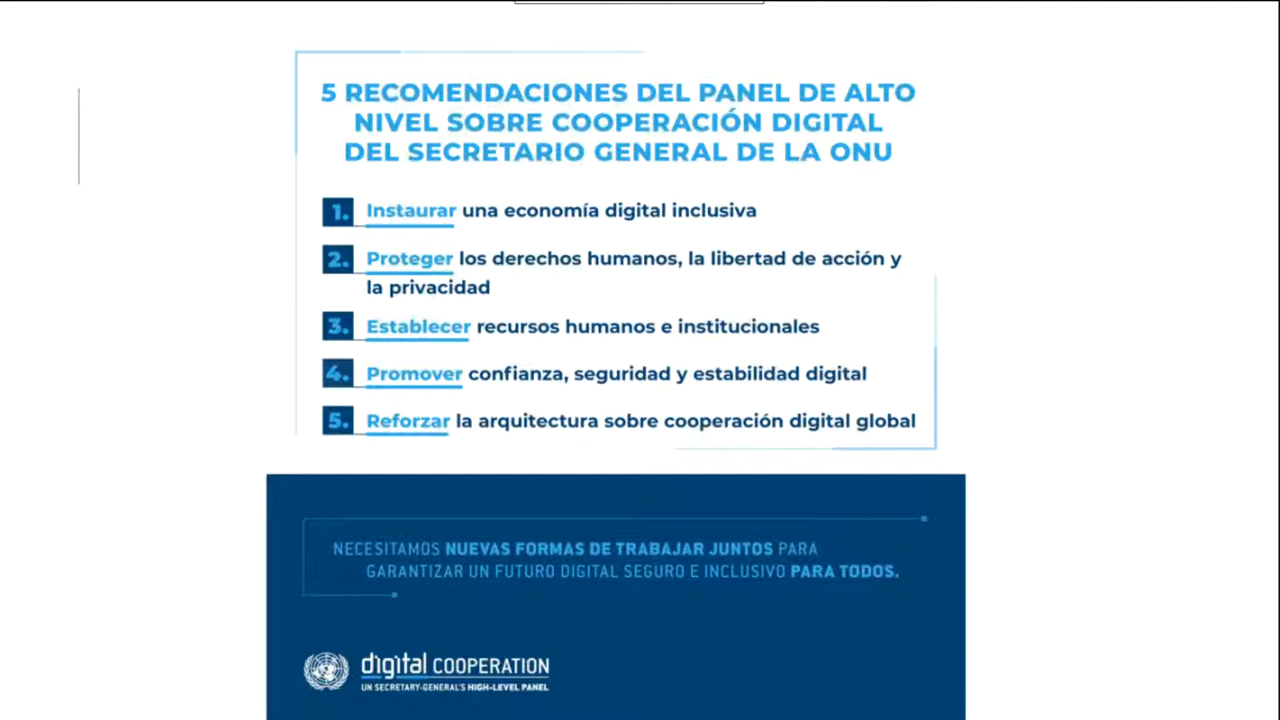 5 RECOMENDACIONES DEL PANEL DE ALTO
NIVEL SOBRE COOPERACIÓN DIGITAL
DEL SECRETARIO GENERAL DE LA ONU
1. Instaurar una economía digital inclusiva
2. Proteger los derechos humanos, la libertad de acción y
la privacidad
3. Establecer recursos humanos e institucionales
4. Promover confianza, seguridad y estabilidad digital
5. Reforzar la arquitectura sobre cooperación digital global
NECESITAMOS NUEVAS FORMAS DE TRABAJAR JUNTOS PARA
GARANTIZAR UN FUTURO DIGITAL SEGURO E INCLUSIVO PARA TODOS.
digital COOPERATION
UN SECRETARY-GENERAL'S HIGH-LEVEL PANEL